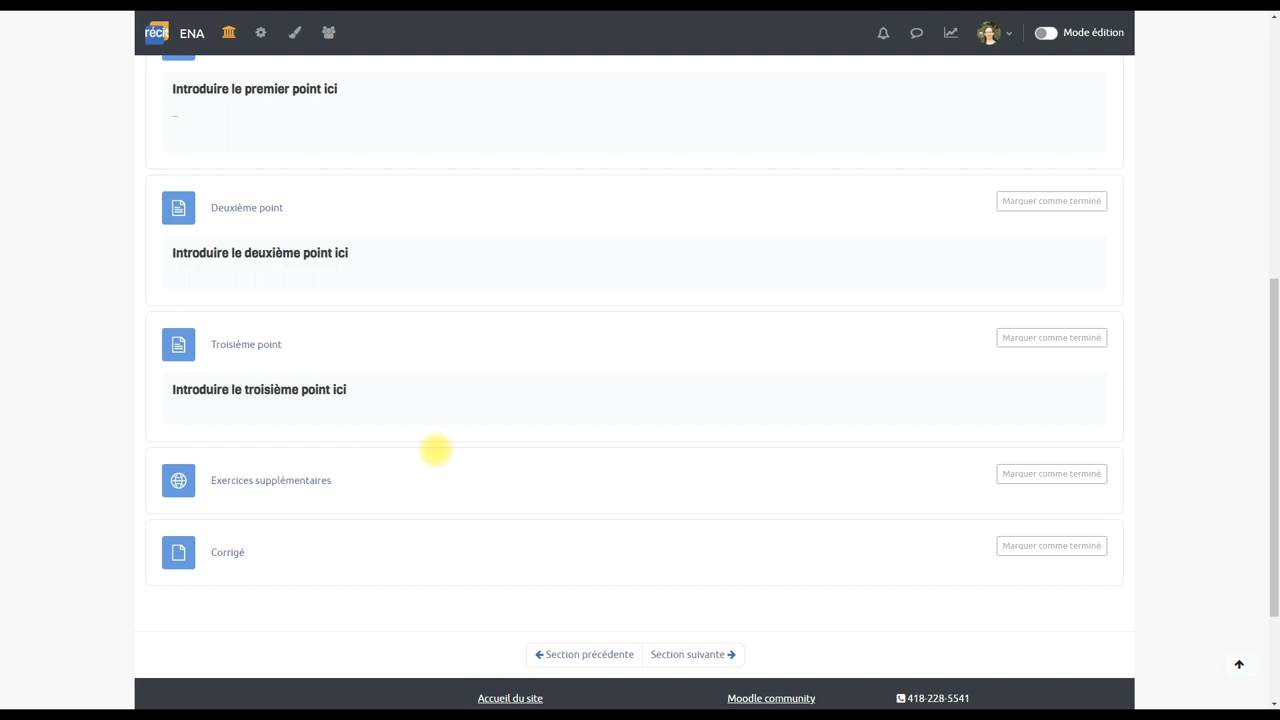 récit ENA Mode édition
Introduire le premier point ici
...
Deuxième point Marquer comme terminé
Introduire le deuxième point ici
Troisième point Marquer comme terminé
Introduire le troisième point ici
Exercices supplémentaires Marquer comme terminé
Corrigé Marquer comme terminé
Section précédente Section suivante
Accueil du site Moodle community 418-228-5541